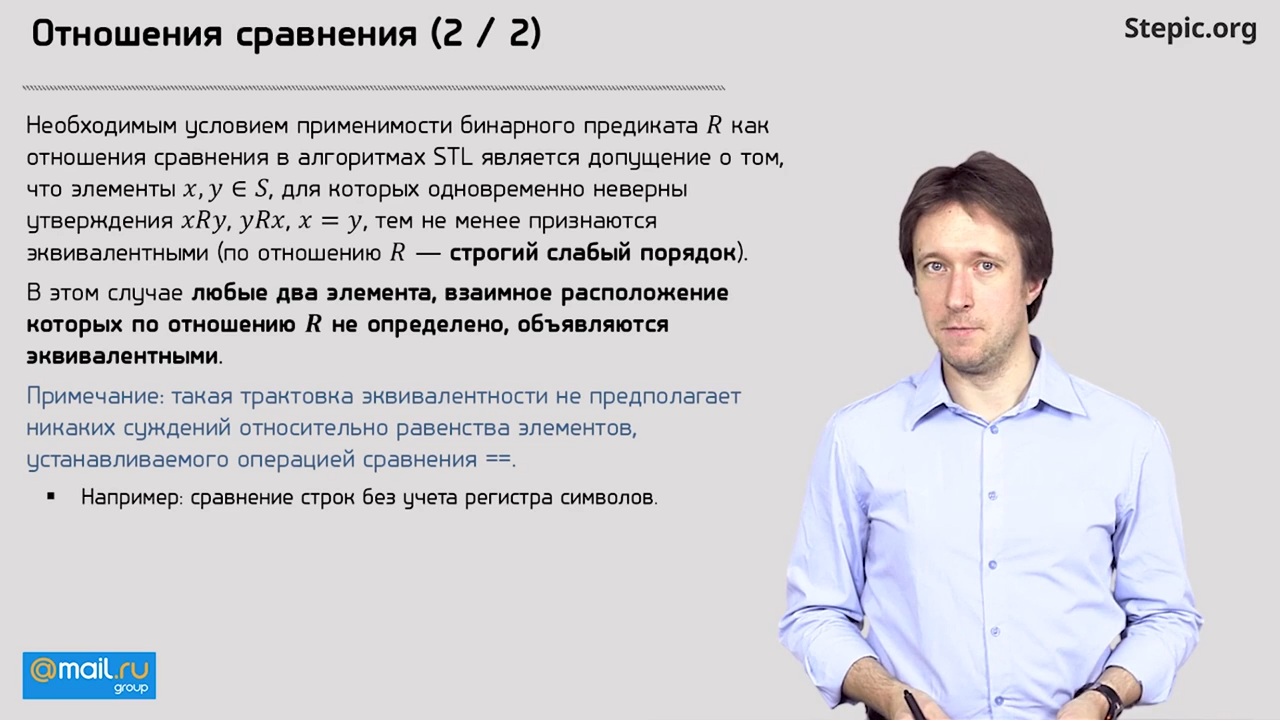 Отношения сравнения (2 / 2)
Stepic.org
Необходимым условием применимости бинарного предиката R как
отношения сравнения в алгоритмах STL является допущение о том,
что элементы x, y ∈ S, для которых одновременно неверны
утверждения xRy, yRx, x = y, тем не менее признаются
эквивалентными (по отношению R — строгий слабый порядок).
В этом случае любые два элемента, взаимное расположение
которых по отношению R не определено, объявляются
эквивалентными.
Примечание: такая трактовка эквивалентности не предполагает
никаких суждений относительно равенства элементов,
устанавливаемого операцией сравнения ==.
▪ Например: сравнение строк без учета регистра символов.
@mail.ru
group